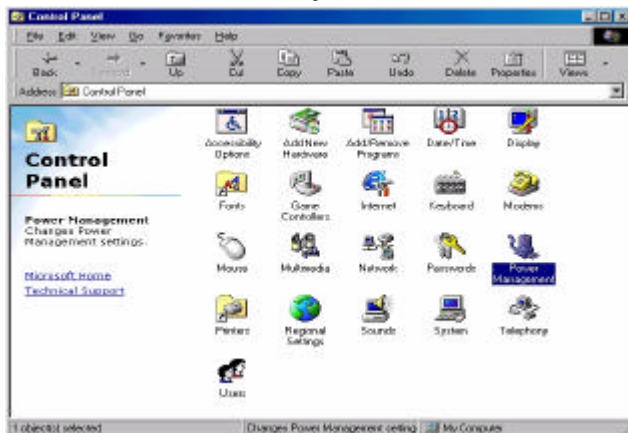 Control Panel
File Edit View Go Favorites Help
Back Forward Up Cut Copy Paste Undo Delete Properties Views
Address Control Panel
Control
Panel
Power Management
Changes Power
Management settings.
Microsoft Home
Technical Support
Accessibility
Options
Add New
Hardware
Add/Remove
Programs
Date/Time
Display
Fonts
Game
Controllers
Internet
Keyboard
Modems
Mouse
Multimedia
Network
Passwords
Power
Management
Printers
Regional
Settings
Sounds
System
Telephony
Users
1 object(s) selected
Changes Power Management setting
My Computer